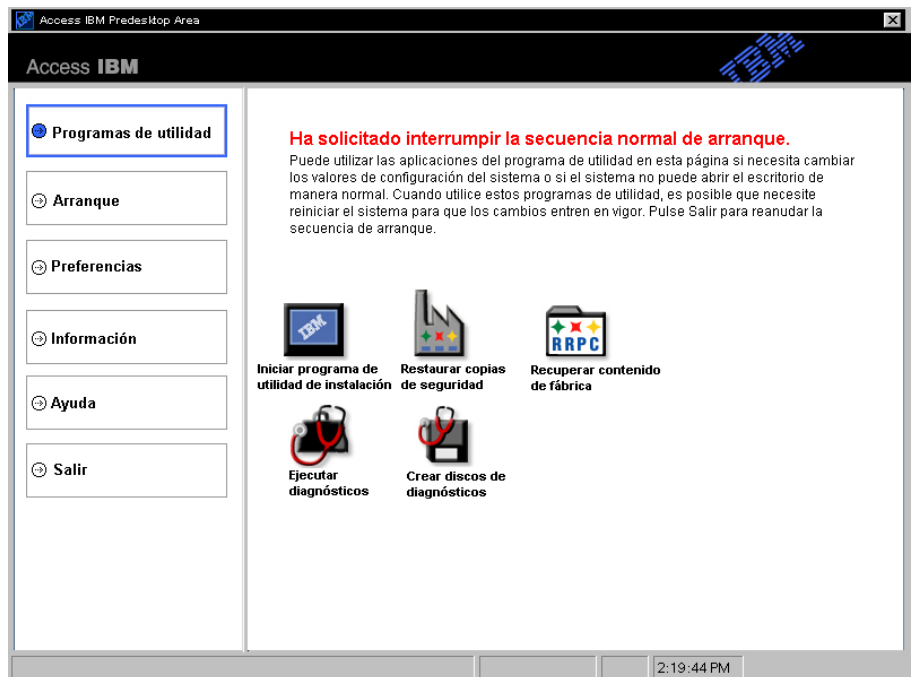 Access IBM Predesktop Area
Access IBM
IBM
Programas de utilidad
Arranque
Preferencias
Información
Ayuda
Salir
Ha solicitado interrumpir la secuencia normal de arranque.
Puede utilizar las aplicaciones del programa de utilidad en esta página si necesita cambiar
los valores de configuración del sistema o si el sistema no puede abrir el escritorio de
manera normal. Cuando utilice estos programas de utilidad, es posible que necesite
reiniciar el sistema para que los cambios entren en vigor. Pulse Salir para reanudar la
secuencia de arranque.
IBM
Iniciar programa de
utilidad de instalación
Restaurar copias
de seguridad
RRPC
Recuperar contenido
de fábrica
Ejecutar
diagnósticos
Crear discos de
diagnósticos
2:19:44 PM